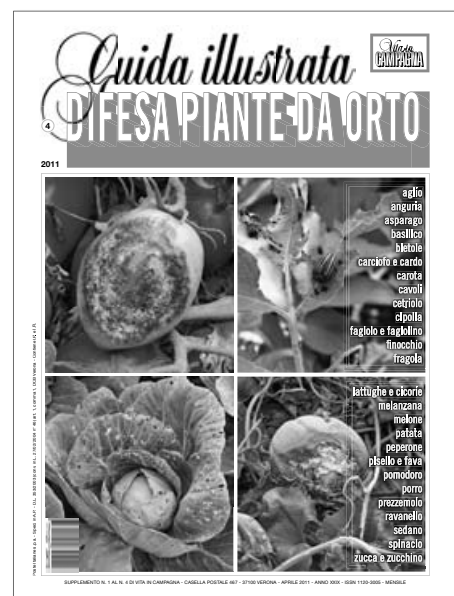 Guida illustrata
Vita in
CAMPAGNA
4
DIFESA PIANTE DA ORTO
2011
aglio
anguria
asparago
basilico
bietole
carciofo e cardo
carota
cavoli
cetriolo
cipolla
fagiolo e fagiolino
finocchio
fragola
lattughe e cicorie
melanzana
melone
patata
peperone
pisello e fava
pomodoro
porro
prezzemolo
ravanello
sedano
spinacio
zucca e zucchino
SUPPLEMENTO N. 1 AL N. 4 DI VITA IN CAMPAGNA - CASELLA POSTALE 467 - 37100 VERONA - APRILE 2011 - ANNO XXIX - ISSN 1120-3005 - MENSILE